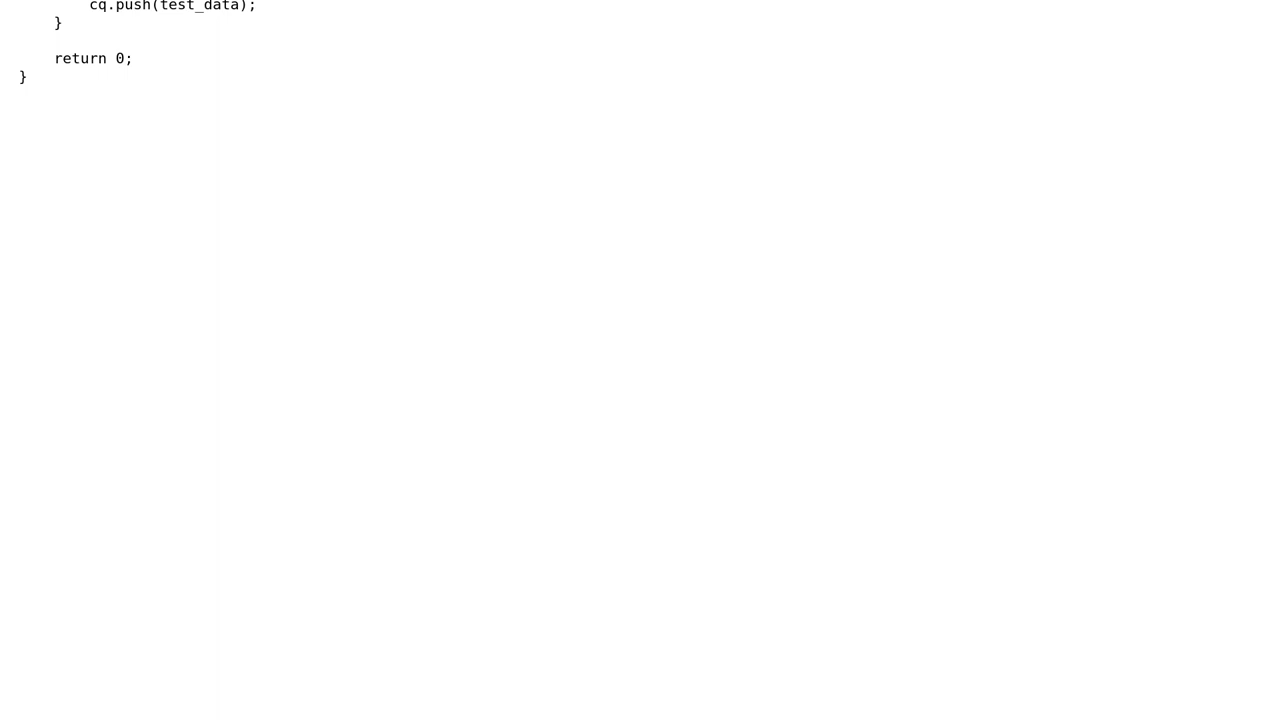 cq.push(test_data);
    }

    return 0;
}